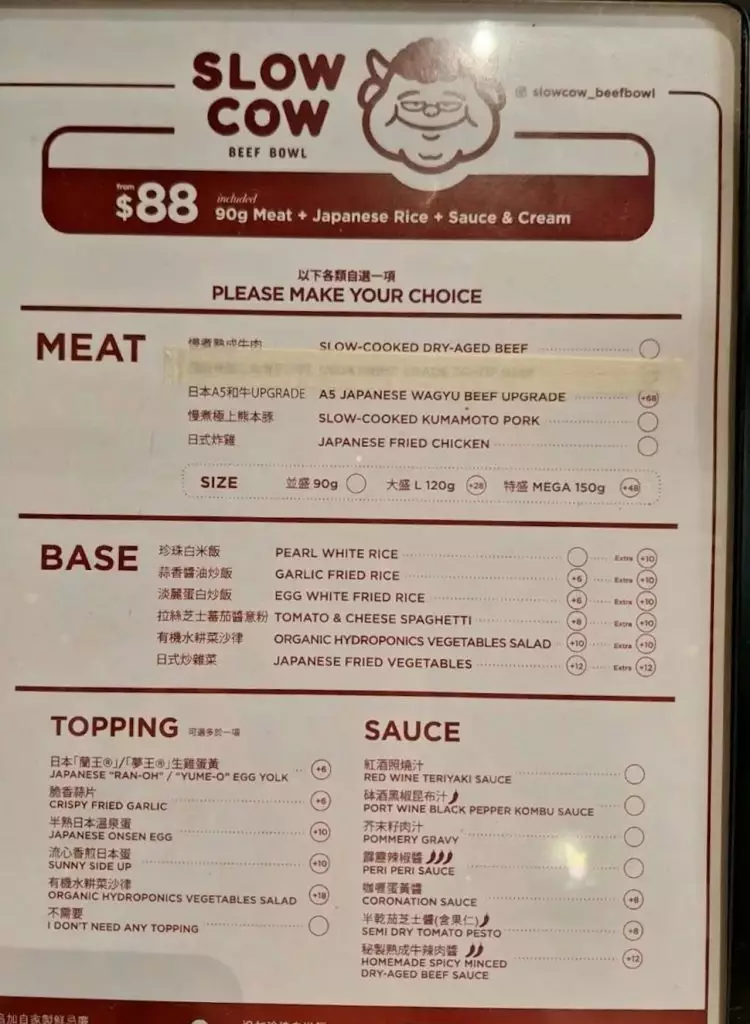 SLOW
COW
BEEF BOWL
slowcow_beefbowl
from $88 included
90g Meat + Japanese Rice + Sauce & Cream
以下各類自選一項
PLEASE MAKE YOUR CHOICE
MEAT
慢煮熟成牛肉 SLOW-COOKED DRY-AGED BEEF
日本A5和牛UPGRADE A5 JAPANESE WAGYU BEEF UPGRADE +68
慢煮極上熊本豚 SLOW-COOKED KUMAMOTO PORK
日式炸雞 JAPANESE FRIED CHICKEN
SIZE 並盛 90g 大盛 L 120g +28 特盛 MEGA 150g +48
BASE
珍珠白米飯 PEARL WHITE RICE Extra +10
蒜香醬油炒飯 GARLIC FRIED RICE +6 Extra +10
淡麗蛋白炒飯 EGG WHITE FRIED RICE +6 Extra +10
拉絲芝士蕃茄醬意粉 TOMATO & CHEESE SPAGHETTI +8 Extra +10
有機水耕菜沙律 ORGANIC HYDROPONICS VEGETABLES SALAD +10 Extra +10
日式炒雜菜 JAPANESE FRIED VEGETABLES +12 Extra +12
TOPPING 可選多於一項
日本「蘭王®」/「夢王®」生雞蛋黃
JAPANESE "RAN-OH" / "YUME-O" EGG YOLK +6
脆香蒜片
CRISPY FRIED GARLIC +6
半熟日本溫泉蛋
JAPANESE ONSEN EGG +10
流心香煎日本蛋
SUNNY SIDE UP +10
有機水耕菜沙律
ORGANIC HYDROPONICS VEGETABLES SALAD +18
不需要
I DON'T NEED ANY TOPPING
SAUCE
紅酒照燒汁
RED WINE TERIYAKI SAUCE
砵酒黑椒昆布汁
PORT WINE BLACK PEPPER KOMBU SAUCE
芥末籽肉汁
POMMERY GRAVY
霹靂辣椒醬
PERI PERI SAUCE
咖喱蛋黃醬
CORONATION SAUCE +8
半乾茄芝士醬(含果仁)
SEMI DRY TOMATO PESTO +8
秘製熟成牛辣肉醬
HOMEMADE SPICY MINCED +12
DRY-AGED BEEF SAUCE